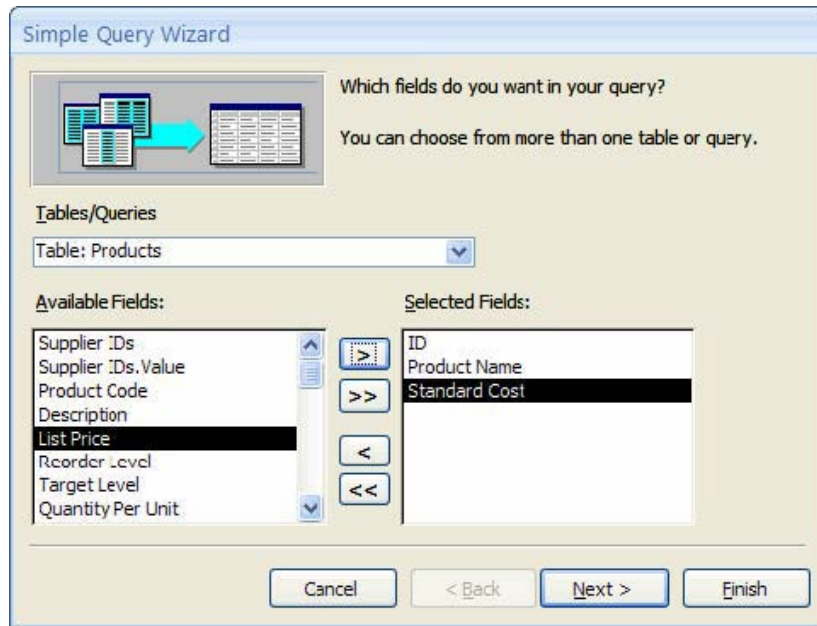 Simple Query Wizard
Which fields do you want in your query?
You can choose from more than one table or query.
Tables/Queries
Table: Products
Available Fields:
Selected Fields:
Supplier IDs
Supplier IDs.Value
Product Code
Description
List Price
Reorder Level
Target Level
Quantity Per Unit
>
>>
<
<<
ID
Product Name
Standard Cost
Cancel
< Back
Next >
Finish